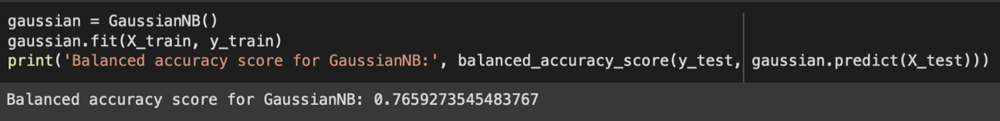 gaussian = GaussianNB()
gaussian.fit(X_train, y_train)
print('Balanced accuracy score for GaussianNB:', balanced_accuracy_score(y_test, gaussian.predict(X_test)))
Balanced accuracy score for GaussianNB: 0.7659273545483767